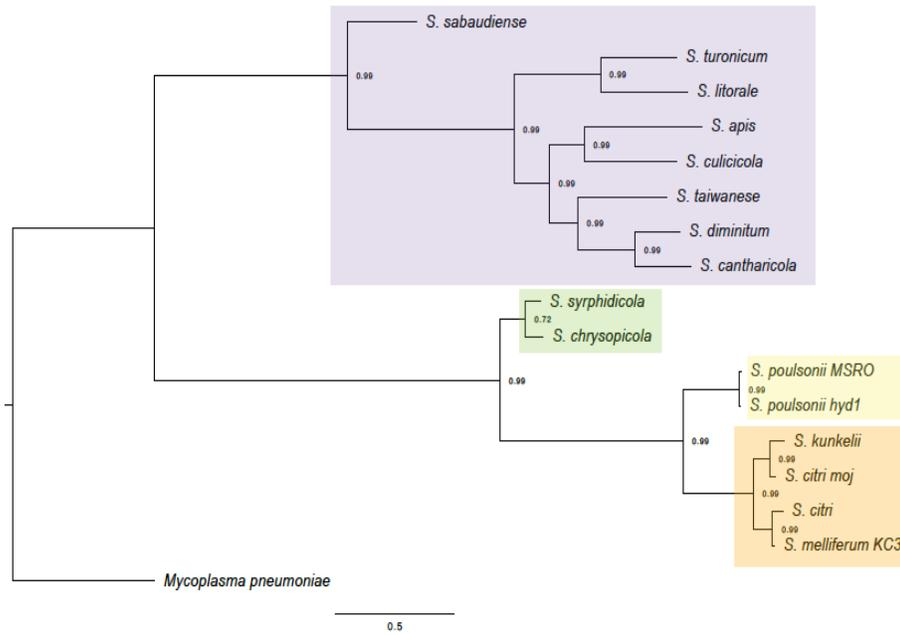 S. sabaudiense
0.99
S. turonicum
0.99
S. litorale
0.99
S. apis
0.99
S. culicicola
0.99
S. taiwanese
0.99
S. diminitum
0.99
S. cantharicola
S. syrphidicola
0.72
S. chrysopicola
0.99
S. poulsonii MSRO
0.99
S. poulsonii hyd1
0.99
S. kunkelii
0.99
S. citri moj
0.99
S. citri
0.99
S. melliferum KC3
Mycoplasma pneumoniae
0.5